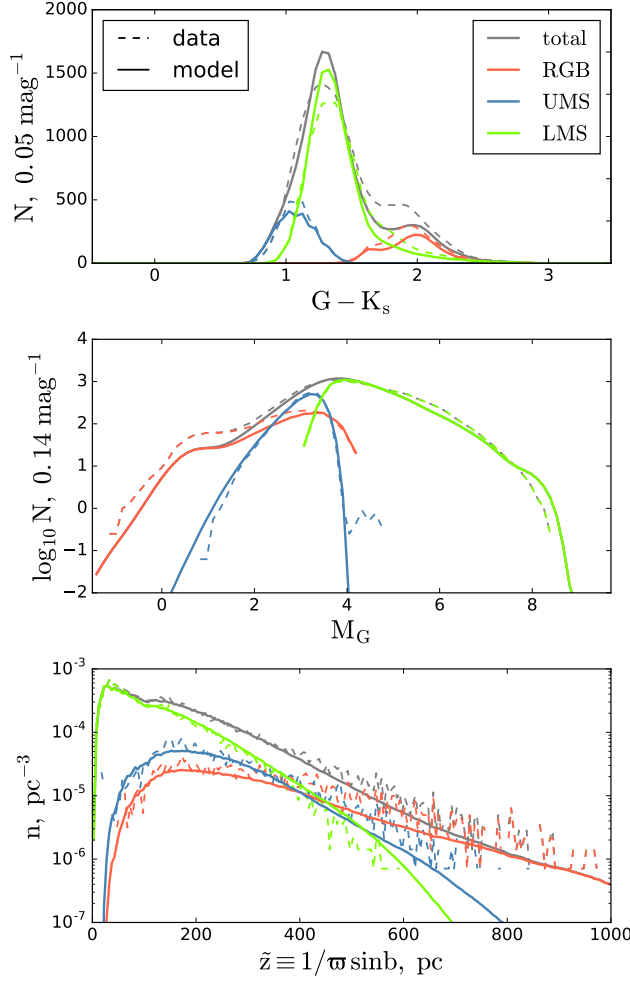 2000
1500
1000
500
0
N, 0.05 mag⁻¹
data
model
total
RGB
UMS
LMS
0 1 2 3
G − Kₛ
4
3
2
1
0
−1
−2
log₁₀ N, 0.14 mag⁻¹
0 2 4 6 8
M_G
10⁻³
10⁻⁴
10⁻⁵
10⁻⁶
10⁻⁷
n, pc⁻³
0 200 400 600 800 1000
z̃ ≡ 1/ϖ sinb, pc